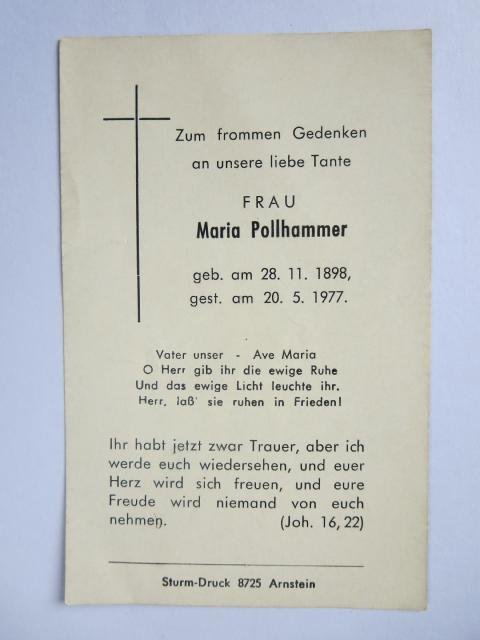 Zum frommen Gedenken
an unsere liebe Tante
FRAU
Maria Pollhammer
geb. am 28. 11. 1898,
gest. am 20. 5. 1977.
Vater unser - Ave Maria
O Herr gib ihr die ewige Ruhe
Und das ewige Licht leuchte ihr.
Herr, laß' sie ruhen in Frieden!
Ihr habt jetzt zwar Trauer, aber ich
werde euch wiedersehen, und euer
Herz wird sich freuen, und eure
Freude wird niemand von euch
nehmen. (Joh. 16, 22)
Sturm-Druck 8725 Arnstein